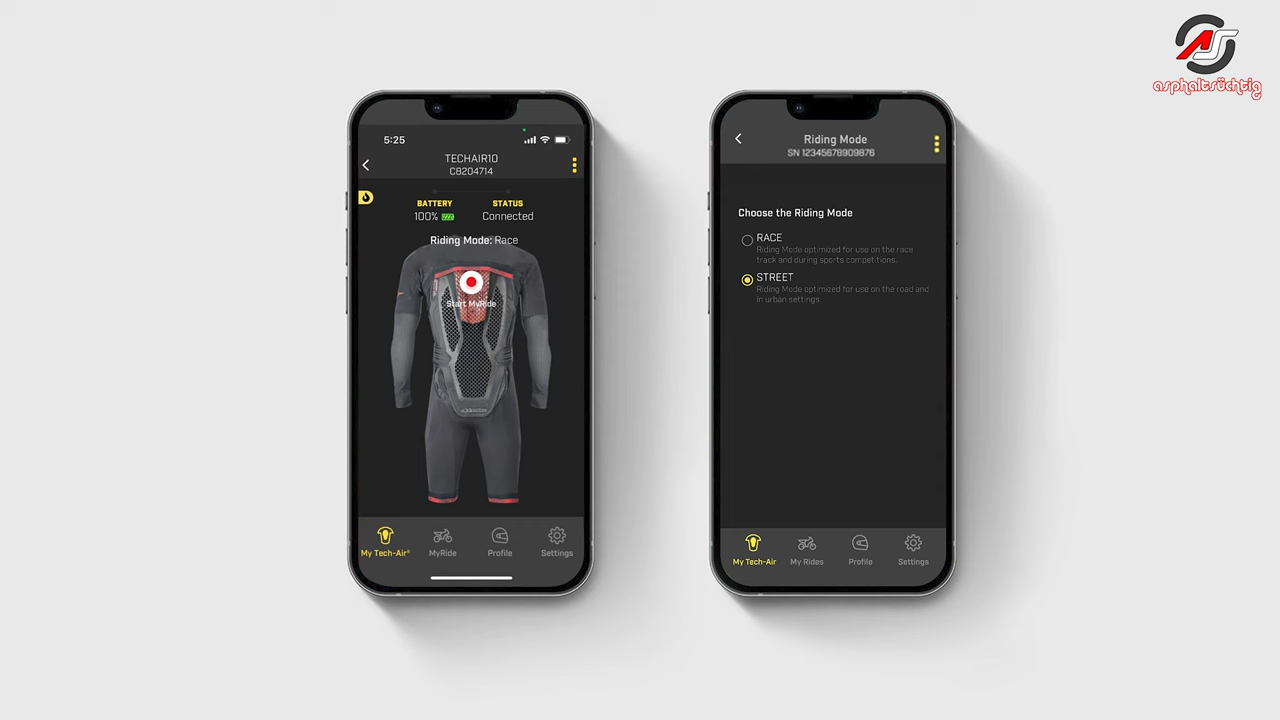 AS
asphaltsüchtig
5:25
TECHAIR10
C8204714
BATTERY
STATUS
100%
Connected
Riding Mode: Race
Start MyRide
My Tech-Air®
MyRide
Profile
Settings
Riding Mode
SN 12345678909876
Choose the Riding Mode
RACE
Riding Mode optimized for use on the race
track and during sports competitions.
STREET
Riding Mode optimized for use on the road and
in urban settings.
My Tech-Air
My Rides
Profile
Settings